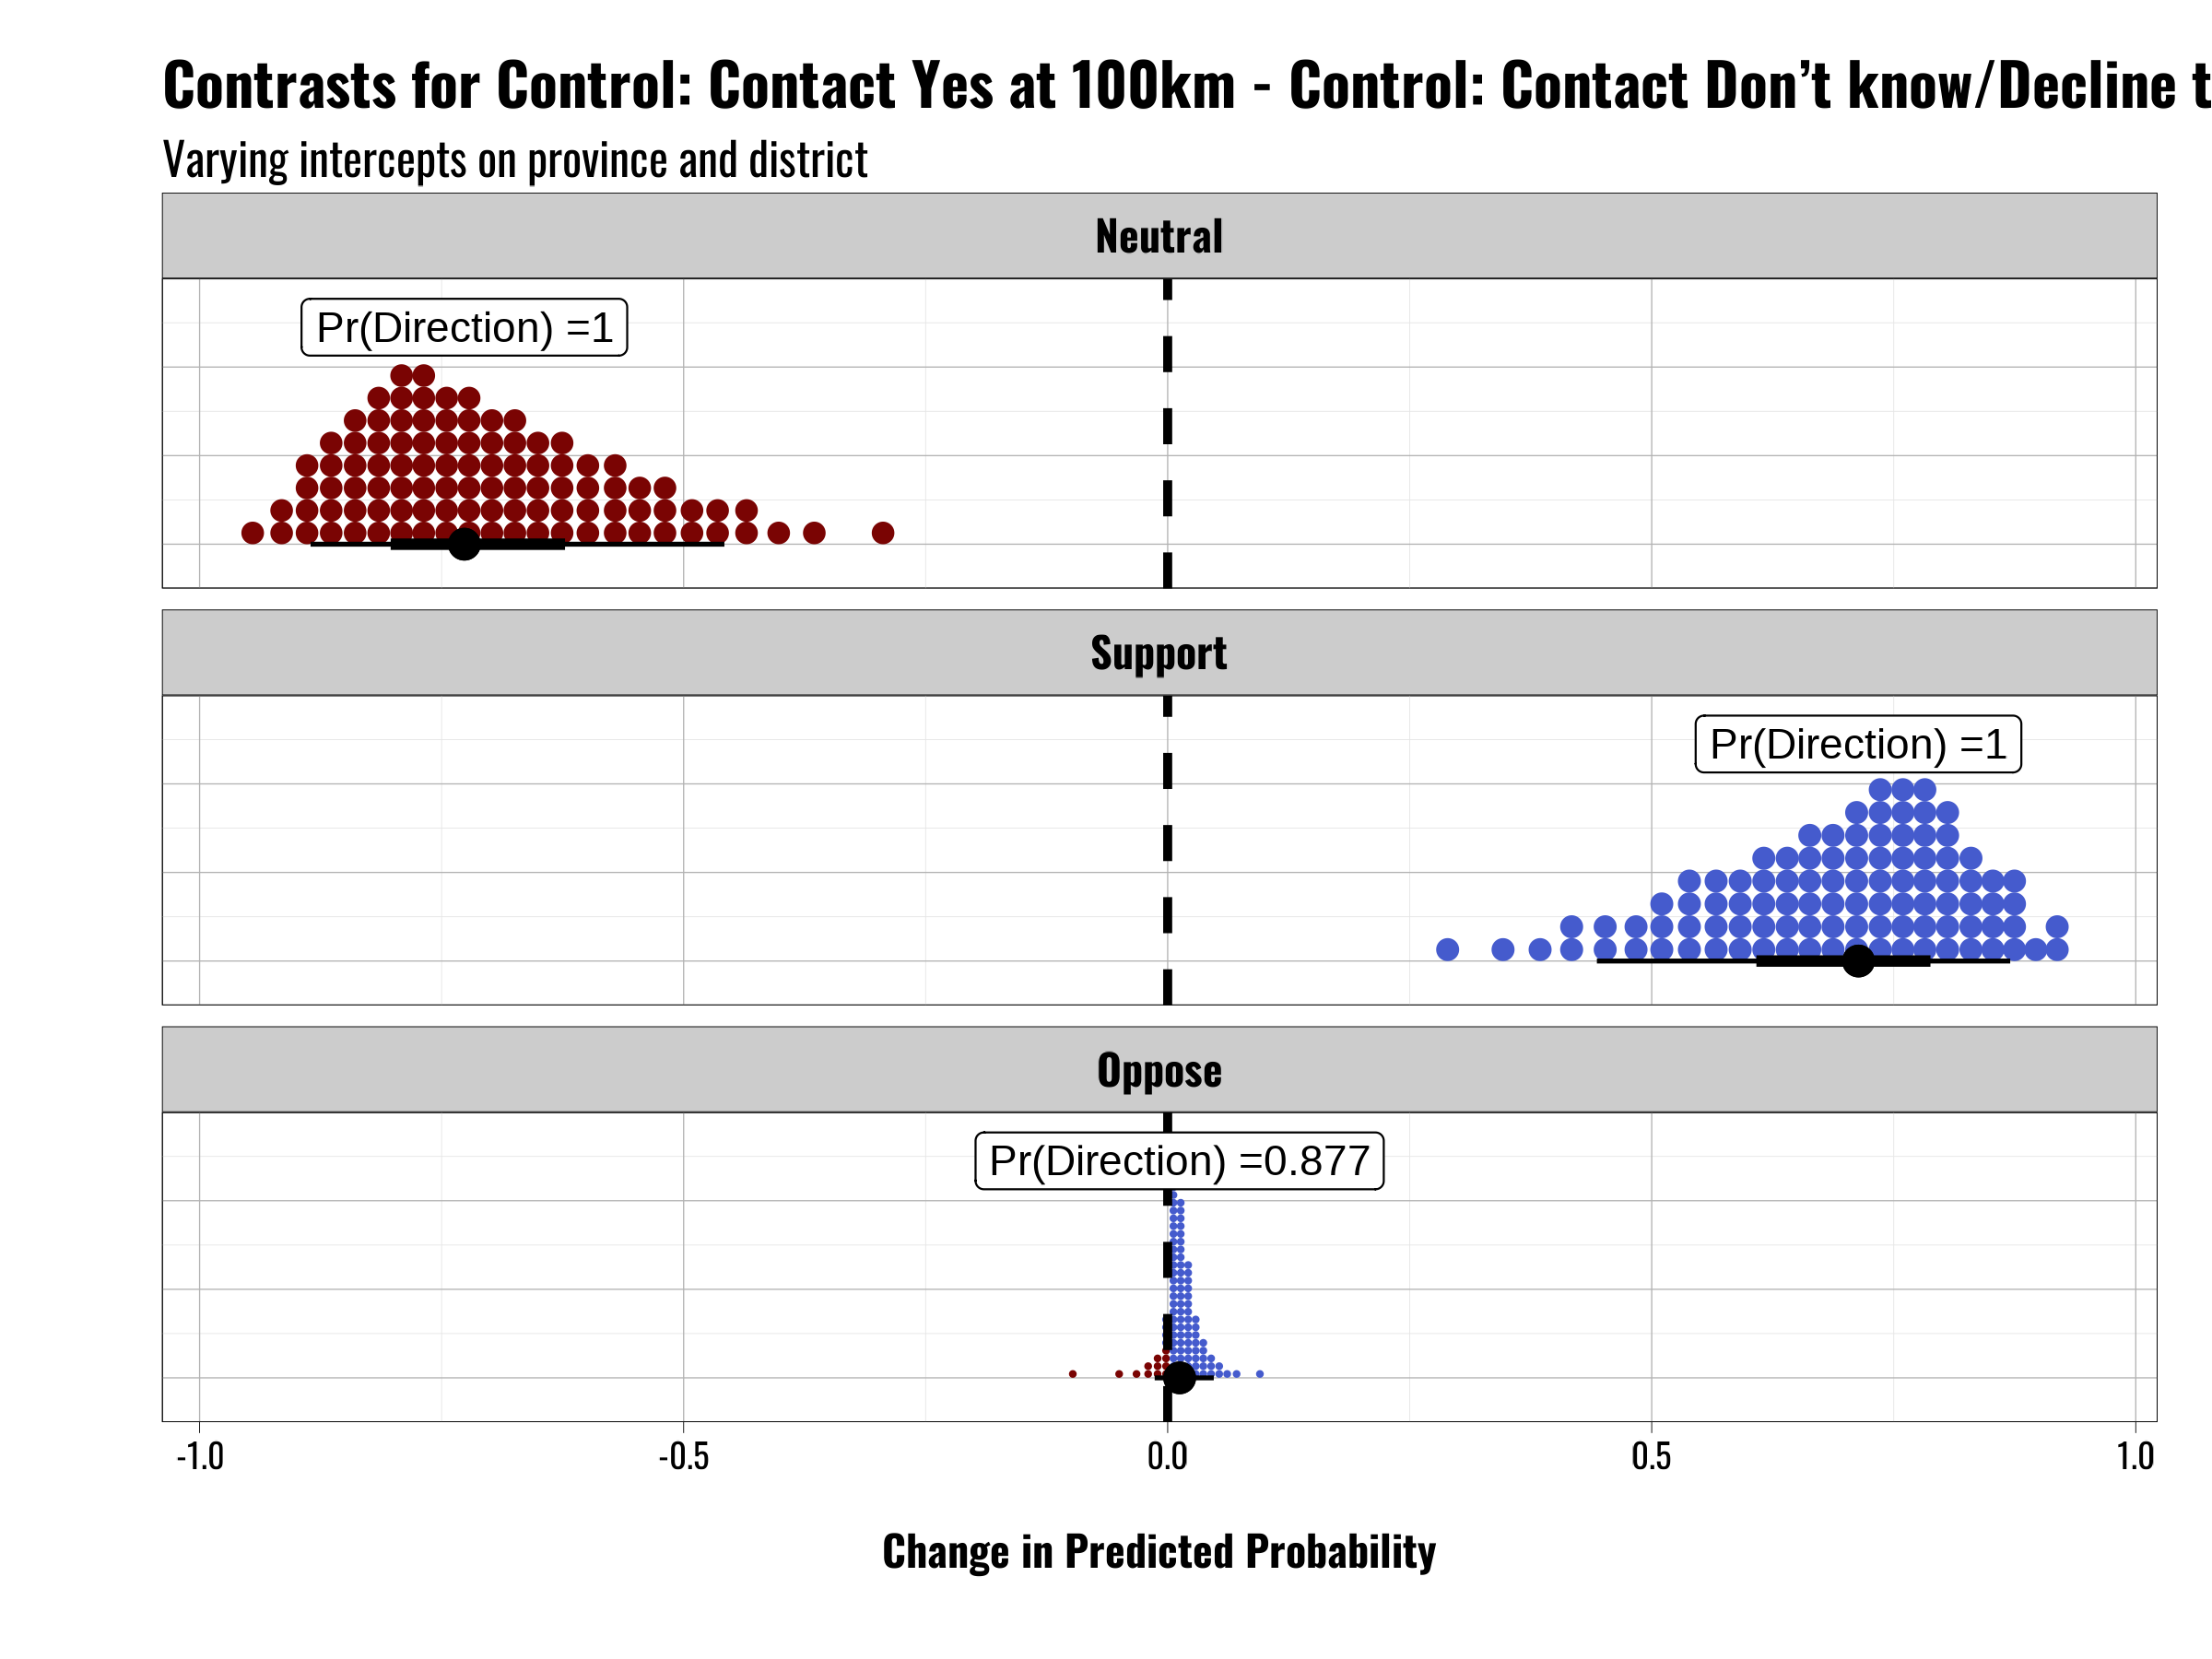 Contrasts for Control: Contact Yes at 100km - Control: Contact Don’t know/Decline t
Varying intercepts on province and district
Neutral
Pr(Direction) =1
Support
Pr(Direction) =1
Oppose
Pr(Direction) =0.877
-1.0 -0.5 0.0 0.5 1.0
Change in Predicted Probability